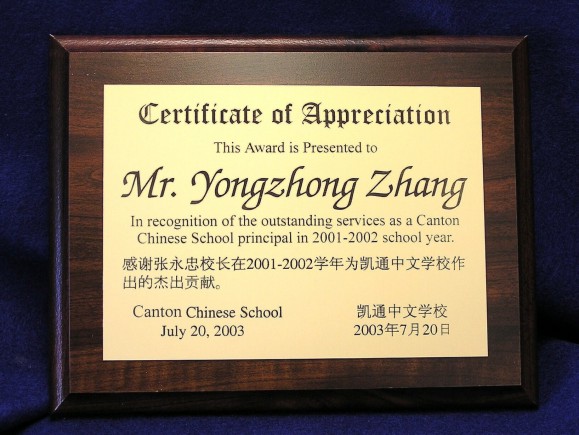 Certificate of Appreciation
This Award is Presented to
Mr. Yongzhong Zhang
In recognition of the outstanding services as a Canton
Chinese School principal in 2001-2002 school year.
感谢张永忠校长在2001-2002学年为凯通中文学校作
出的杰出贡献。
Canton Chinese School
July 20, 2003
凯通中文学校
2003年7月20日